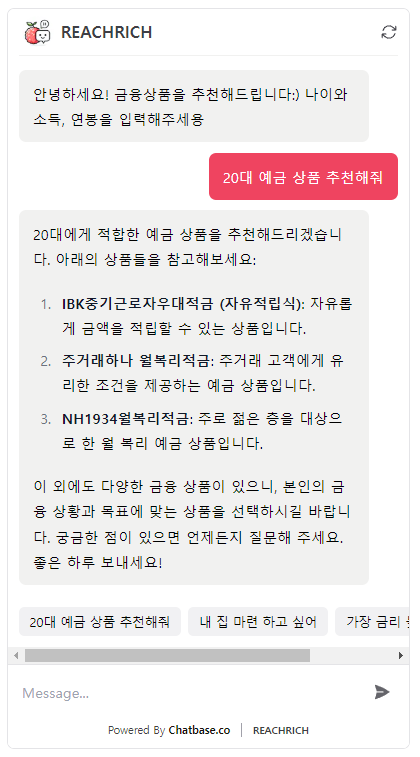 REACHRICH
안녕하세요! 금융상품을 추천해드립니다:) 나이와
소득, 연봉을 입력해주세용
20대 예금 상품 추천해줘
20대에게 적합한 예금 상품을 추천해드리겠습니
다. 아래의 상품들을 참고해보세요:
1. IBK중기근로자우대적금 (자유적립식): 자유롭
게 금액을 적립할 수 있는 상품입니다.
2. 주거래하나 월복리적금: 주거래 고객에게 유
리한 조건을 제공하는 예금 상품입니다.
3. NH1934월복리적금: 주로 젊은 층을 대상으
로 한 월 복리 예금 상품입니다.
이 외에도 다양한 금융 상품이 있으니, 본인의 금
융 상황과 목표에 맞는 상품을 선택하시길 바랍니
다. 궁금한 점이 있으면 언제든지 질문해 주세요.
좋은 하루 보내세요!
20대 예금 상품 추천해줘 내 집 마련 하고 싶어 가장 금리
Message...
Powered By Chatbase.co | REACHRICH